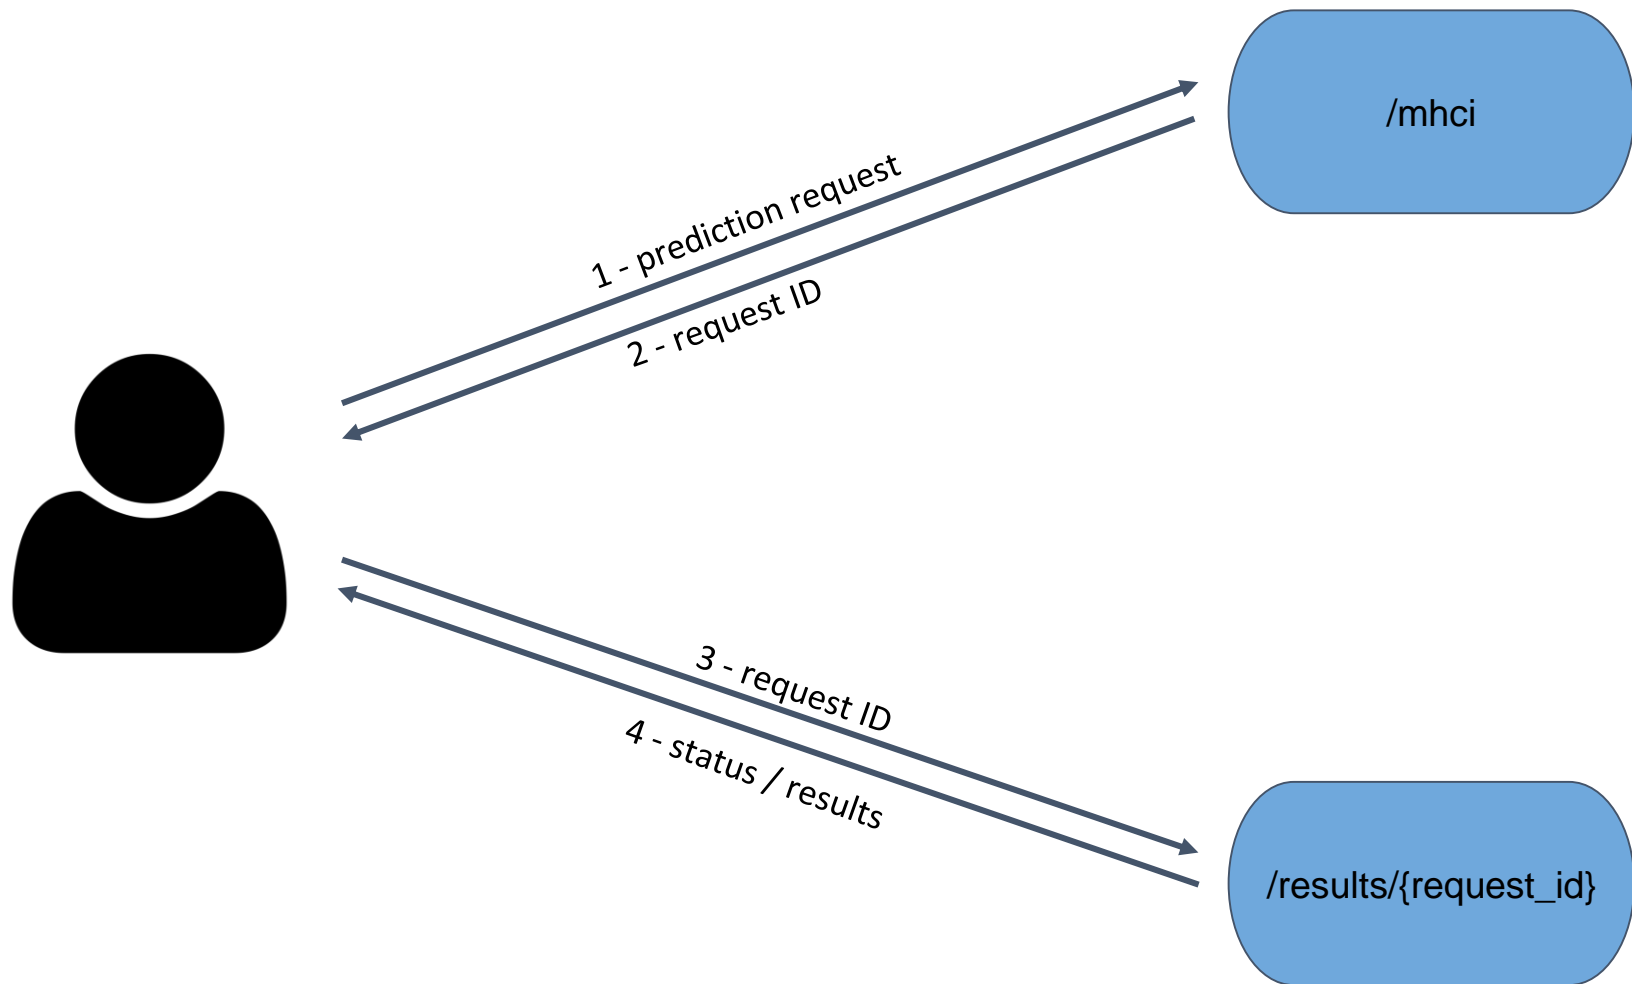 /mhci
1 - prediction request
2 - request ID
3 - request ID
4 - status / results
/results/{request_id}